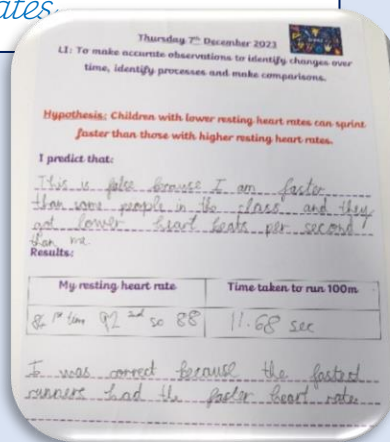 ates
Thursday 7th December 2023
LI: To make accurate observations to identify changes over
time, identify processes and make comparisons.
Hypothesis: Children with lower resting heart rates can sprint
faster than those with higher resting heart rates.
I predict that:
This is false because I am faster
than some people in the class and they
got lower heart beats per second
than me
Results:
My resting heart rate
Time taken to run 100m
1st time 92 2nd so 88
11.68 sec
I was correct because the fastest
runners had the faster heart rate